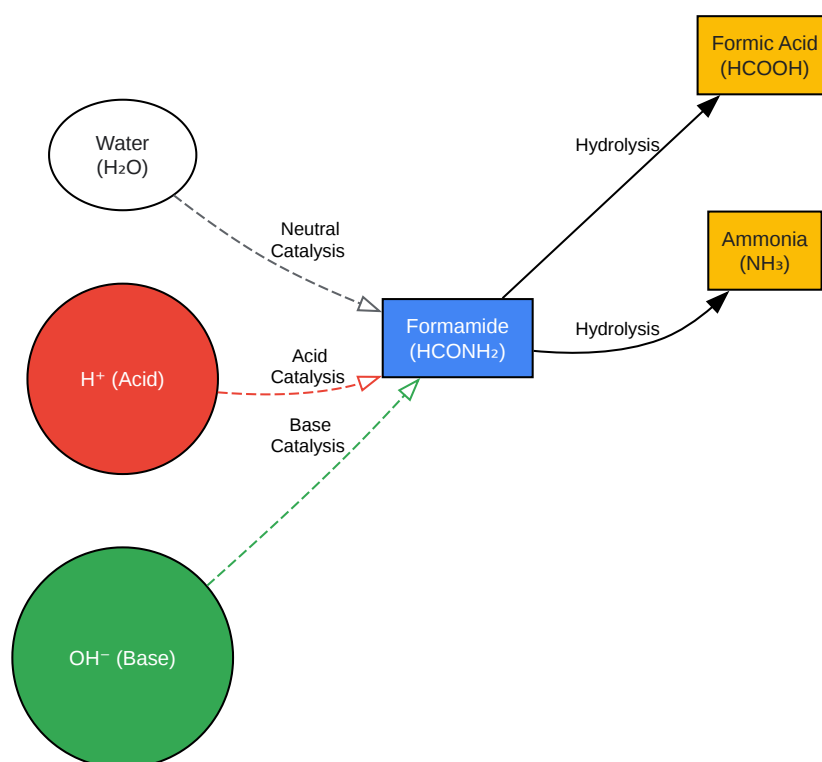 Formic Acid
(HCOOH)
Water
(H₂O)
Hydrolysis
Neutral
Catalysis
Ammonia
(NH₃)
Formamide
(HCONH₂)
Hydrolysis
Acid
Catalysis
H⁺ (Acid)
Base
Catalysis
OH⁻ (Base)